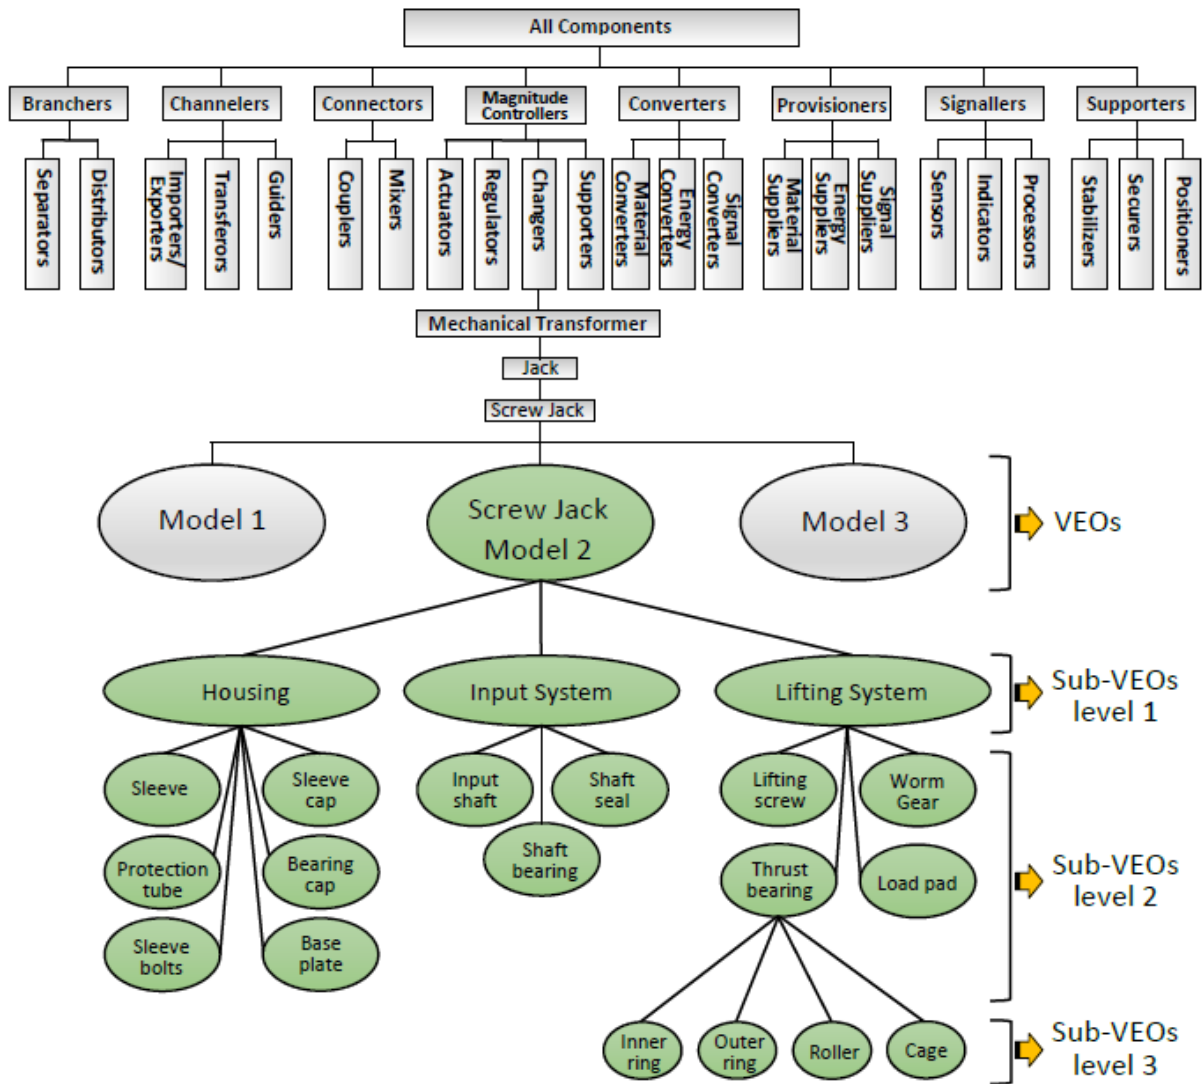 All Components
Branchers
Channelers
Connectors
Magnitude
Controllers
Converters
Provisioners
Signallers
Supporters
Separators
Distributors
Importers/
Exporters
Transferors
Guiders
Couplers
Mixers
Actuators
Regulators
Changers
Supporters
Material
Converters
Energy
Converters
Signal
Converters
Material
Suppliers
Energy
Suppliers
Signal
Suppliers
Sensors
Indicators
Processors
Stabilizers
Securers
Positioners
Mechanical Transformer
Jack
Screw Jack
Model 1
Screw Jack
Model 2
Model 3
VEOs
Housing
Input System
Lifting System
Sub-VEOs
level 1
Sleeve
Sleeve
cap
Input
shaft
Shaft
seal
Lifting
screw
Worm
Gear
Protection
tube
Bearing
cap
Shaft
bearing
Thrust
bearing
Load pad
Sub-VEOs
level 2
Sleeve
bolts
Base
plate
Inner
ring
Outer
ring
Roller
Cage
Sub-VEOs
level 3